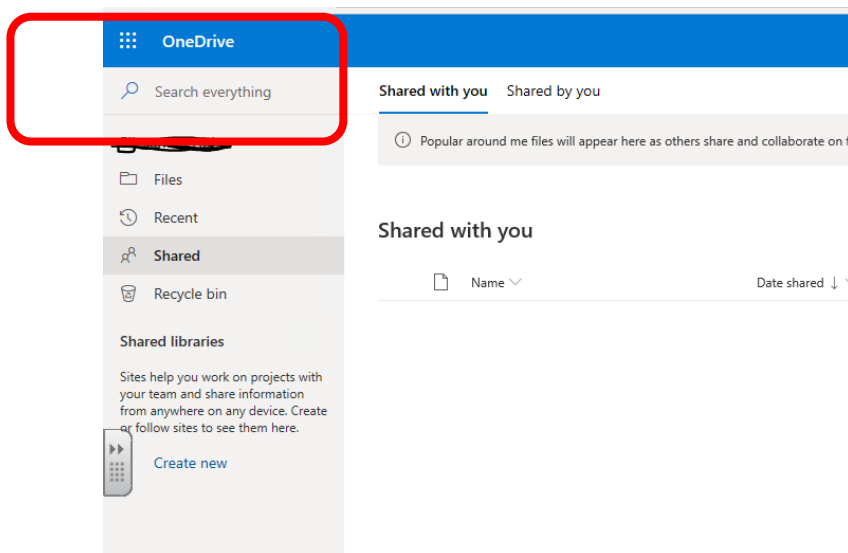 OneDrive
Search everything
Shared with you Shared by you
Popular around me files will appear here as others share and collaborate on
Files
Recent
Shared
Recycle bin
Shared with you
Name Date shared
Shared libraries
Sites help you work on projects with
your team and share information
from anywhere on any device. Create
or follow sites to see them here.
Create new